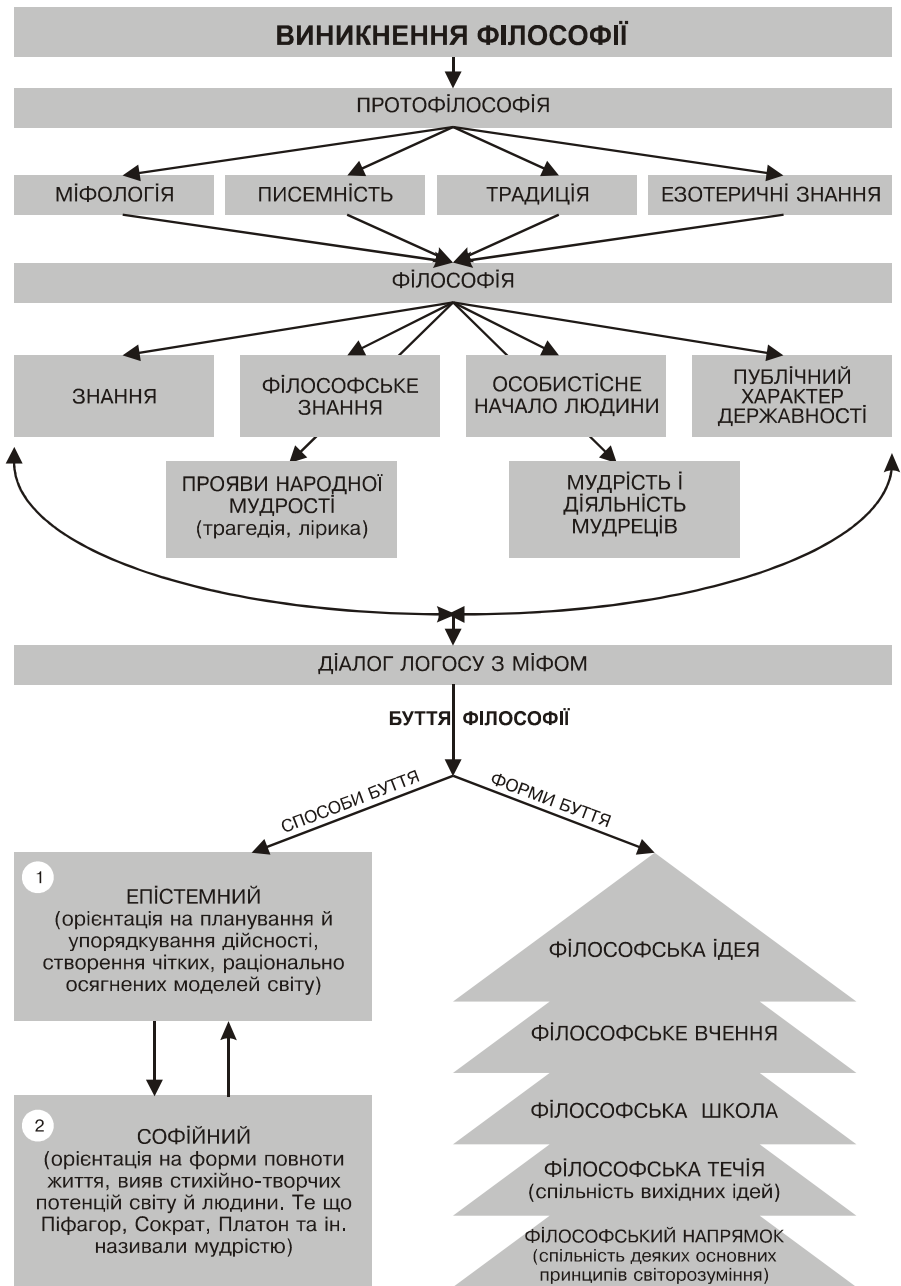 ВИНИКНЕННЯ ФІЛОСОФІЇ
ПРОТОФІЛОСОФІЯ
МІФОЛОГІЯ
ПИСЕМНІСТЬ
ТРАДИЦІЯ
ЕЗОТЕРИЧНІ ЗНАННЯ
ФІЛОСОФІЯ
ЗНАННЯ
ФІЛОСОФСЬКЕ
ЗНАННЯ
ОСОБИСТІСНЕ
НАЧАЛО ЛЮДИНИ
ПУБЛІЧНИЙ
ХАРАКТЕР
ДЕРЖАВНОСТІ
ПРОЯВИ НАРОДНОЇ
МУДРОСТІ
(трагедія, лірика)
МУДРІСТЬ І
ДІЯЛЬНІСТЬ
МУДРЕЦІВ
ДІАЛОГ ЛОГОСУ З МІФОМ
БУТТЯ ФІЛОСОФІЇ
СПОСОБИ БУТТЯ
ФОРМИ БУТТЯ
1
ЕПІСТЕМНИЙ
(орієнтація на планування й
упорядкування дійсності,
створення чітких, раціонально
осягнених моделей світу)
2
СОФІЙНИЙ
(орієнтація на форми повноти
життя, вияв стихійно-творчих
потенцій світу й людини. Те що
Піфагор, Сократ, Платон та ін.
називали мудрістю)
ФІЛОСОФСЬКА ІДЕЯ
ФІЛОСОФСЬКЕ ВЧЕННЯ
ФІЛОСОФСЬКА ШКОЛА
ФІЛОСОФСЬКА ТЕЧІЯ
(спільність вихідних ідей)
ФІЛОСОФСЬКИЙ НАПРЯМОК
(спільність деяких основних
принципів світорозуміння)